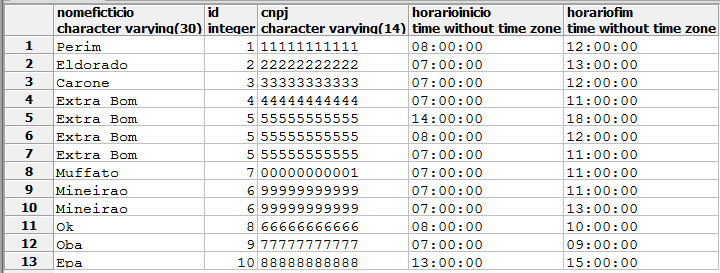 nomeficticio id cnpj horarioinicio horariofim
character varying(30) integer character varying(14) time without time zone time without time zone
1 Perim 1 11111111111 08:00:00 12:00:00
2 Eldorado 2 22222222222 07:00:00 13:00:00
3 Carone 3 33333333333 07:00:00 12:00:00
4 Extra Bom 4 44444444444 07:00:00 11:00:00
5 Extra Bom 5 55555555555 14:00:00 18:00:00
6 Extra Bom 5 55555555555 08:00:00 12:00:00
7 Extra Bom 5 55555555555 07:00:00 11:00:00
8 Muffato 7 00000000001 07:00:00 11:00:00
9 Mineirao 6 99999999999 07:00:00 11:00:00
10 Mineirao 6 99999999999 07:00:00 13:00:00
11 Ok 8 66666666666 08:00:00 10:00:00
12 Oba 9 77777777777 07:00:00 09:00:00
13 Epa 10 88888888888 13:00:00 15:00:00